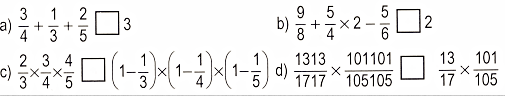 a) 3/4 + 1/3 + 2/5 □ 3 b) 9/8 + 5/4 × 2 − 5/6 □ 2
c) 2/3 × 3/4 × 4/5 □ (1−1/3)×(1−1/4)×(1−1/5) d) 1313/1717 × 101101/105105 □ 13/17 × 101/105